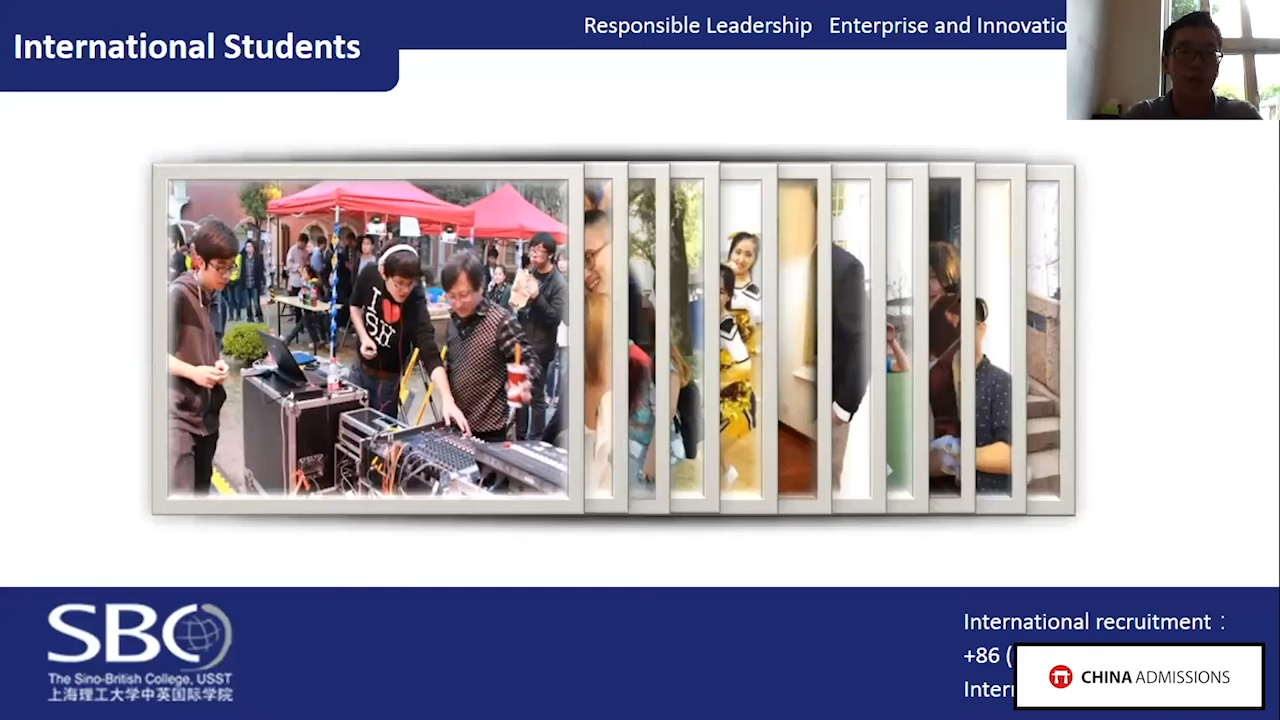 Responsible Leadership Enterprise and Innovatio
International Students
I
SH
SBC
The Sino-British College, USST
上海理工大学中英国际学院
International recruitment：
+86 (
Inter
CHINA ADMISSIONS